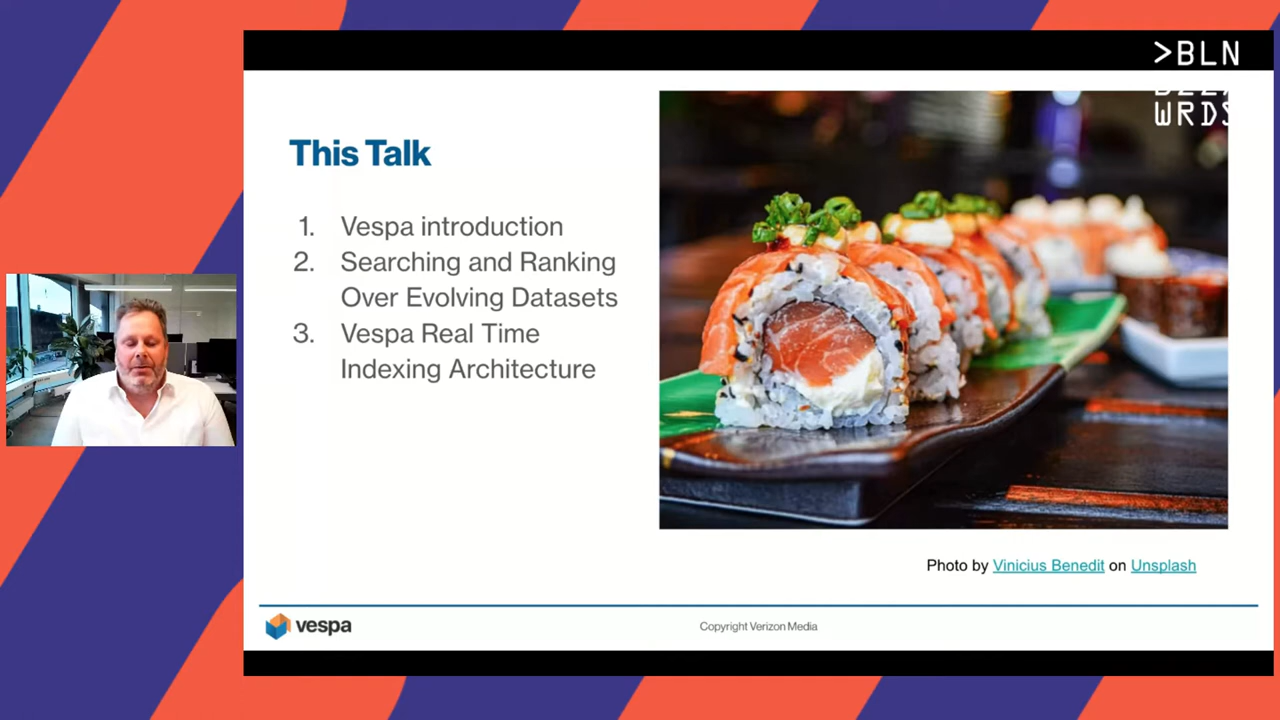 >BLN
WRDS
This Talk
1. Vespa introduction
2. Searching and Ranking
Over Evolving Datasets
3. Vespa Real Time
Indexing Architecture
Photo by Vinicius Benedit on Unsplash
vespa
Copyright Verizon Media